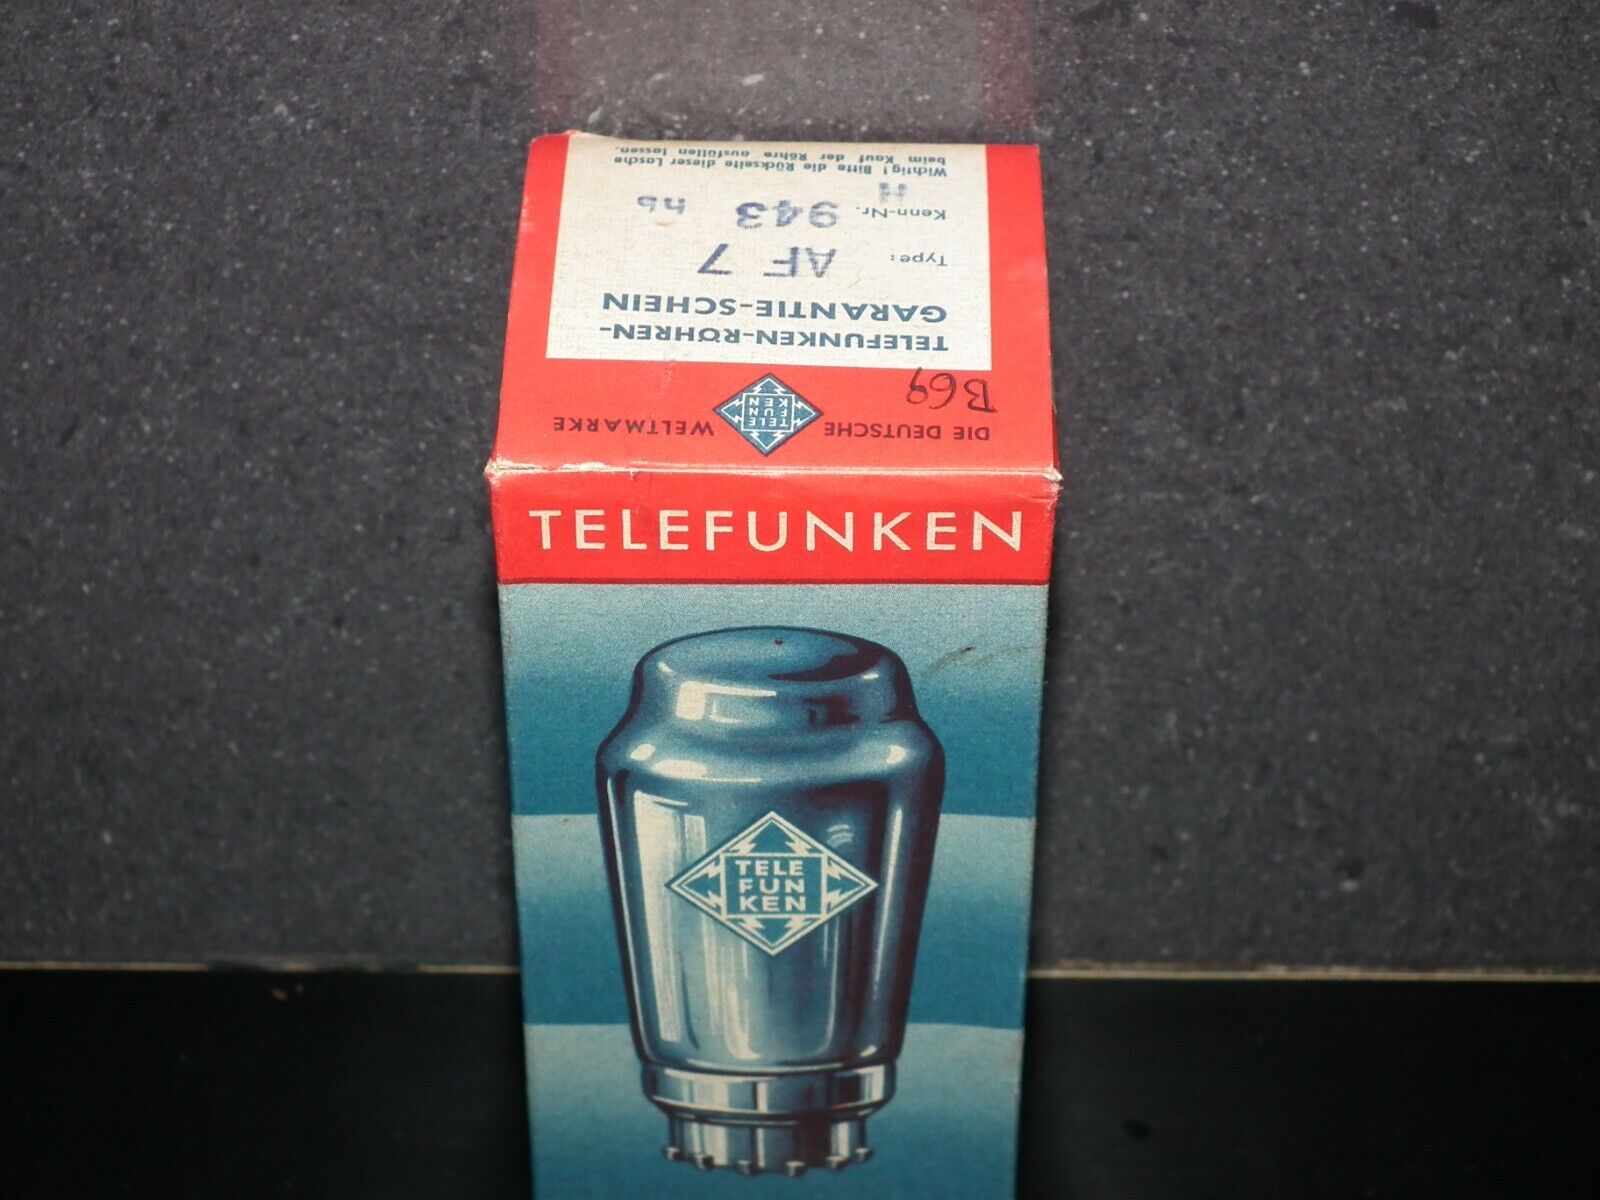 Wichtig! Bitte die Rückseite dieser Lasche
beim Kauf der Röhre ausfüllen lassen.
H
Kenn-Nr. 943 hb
Type: AF 7
TELEFUNKEN-RÖHREN-
GARANTIE-SCHEIN
B69
DIE DEUTSCHE WELTMARKE
TELE
FUN
KEN
TELEFUNKEN
TELE
FUN
KEN